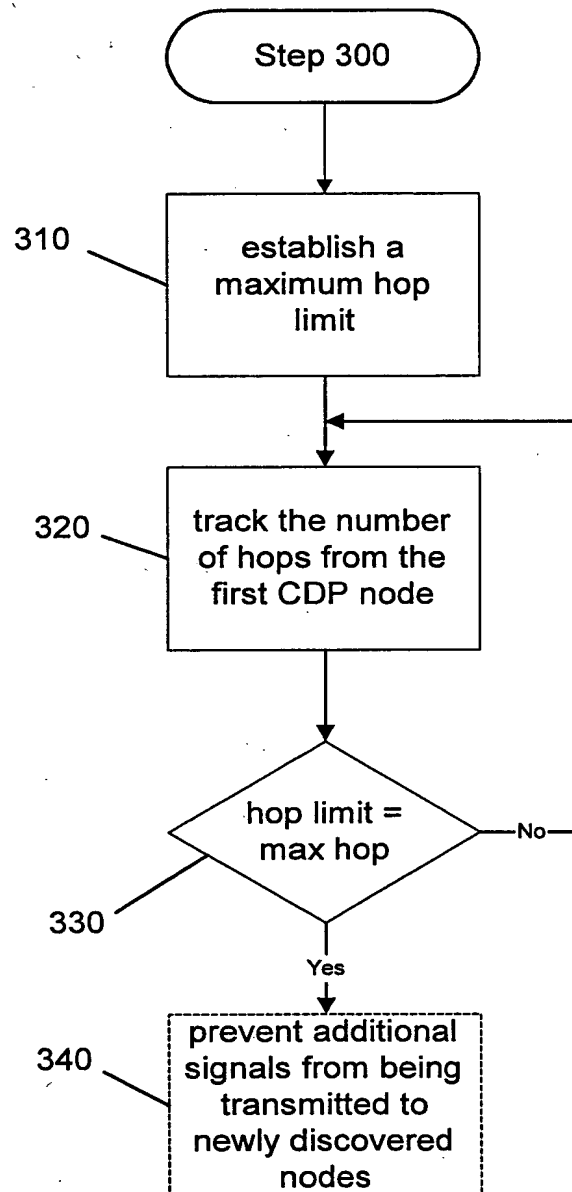 Step 300
310
establish a
maximum hop
limit
320
track the number
of hops from the
first CDP node
hop limit =
max hop
No
330
Yes
340
prevent additional
signals from being
transmitted to
newly discovered
nodes